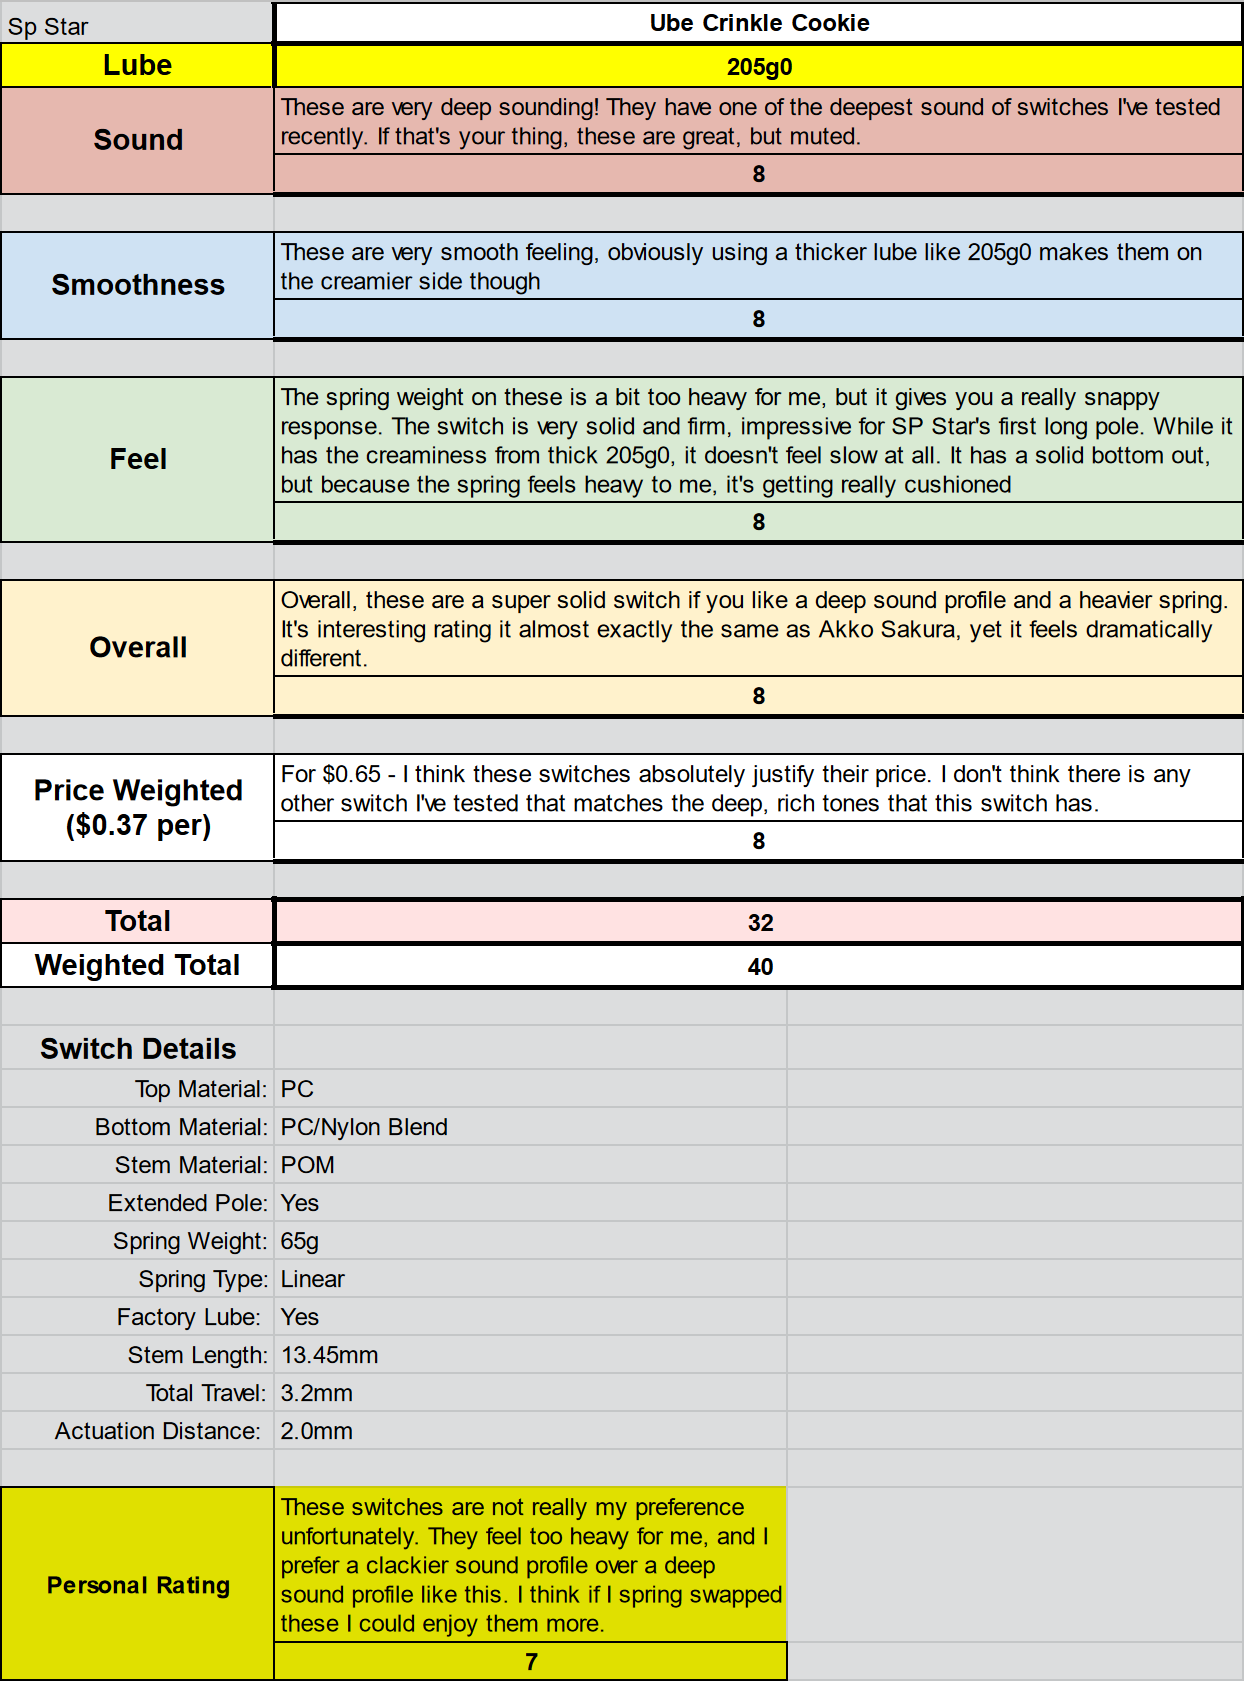 Sp Star
Ube Crinkle Cookie
Lube
205g0
Sound
These are very deep sounding! They have one of the deepest sound of switches I've tested
recently. If that's your thing, these are great, but muted.
8
Smoothness
These are very smooth feeling, obviously using a thicker lube like 205g0 makes them on
the creamier side though
8
Feel
The spring weight on these is a bit too heavy for me, but it gives you a really snappy
response. The switch is very solid and firm, impressive for SP Star's first long pole. While it
has the creaminess from thick 205g0, it doesn't feel slow at all. It has a solid bottom out,
but because the spring feels heavy to me, it's getting really cushioned
8
Overall
Overall, these are a super solid switch if you like a deep sound profile and a heavier spring.
It's interesting rating it almost exactly the same as Akko Sakura, yet it feels dramatically
different.
8
Price Weighted
($0.37 per)
For $0.65 - I think these switches absolutely justify their price. I don't think there is any
other switch I've tested that matches the deep, rich tones that this switch has.
8
Total
32
Weighted Total
40
Switch Details
Top Material: PC
Bottom Material: PC/Nylon Blend
Stem Material: POM
Extended Pole: Yes
Spring Weight: 65g
Spring Type: Linear
Factory Lube: Yes
Stem Length: 13.45mm
Total Travel: 3.2mm
Actuation Distance: 2.0mm
Personal Rating
These switches are not really my preference
unfortunately. They feel too heavy for me, and I
prefer a clackier sound profile over a deep
sound profile like this. I think if I spring swapped
these I could enjoy them more.
7